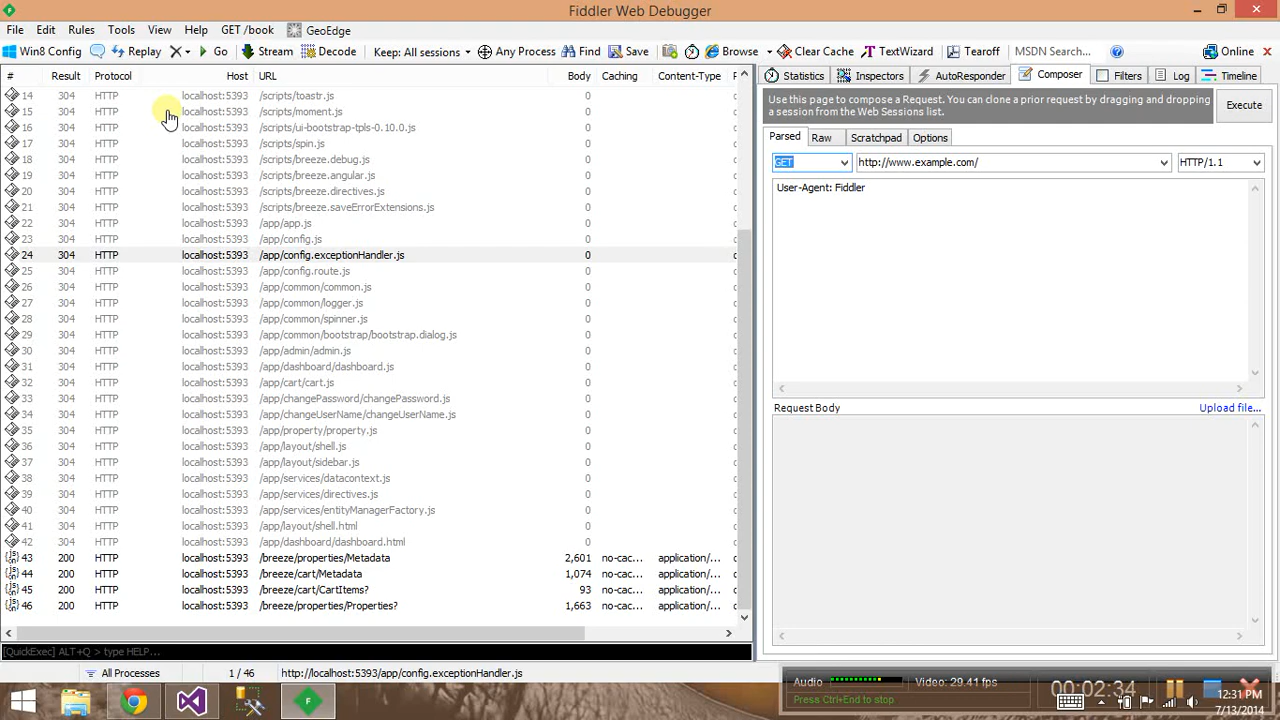 Fiddler Web Debugger
File Edit Rules Tools View Help GET /book GeoEdge
Win8 Config Replay Go Stream Decode Keep: All sessions Any Process Find Save Browse Clear Cache TextWizard Tearoff MSDN Search... Online
# Result Protocol Host URL Body Caching Content-Type
14 304 HTTP localhost:5393 /scripts/toastr.js 0
15 304 HTTP localhost:5393 /scripts/moment.js 0
16 304 HTTP localhost:5393 /scripts/ui-bootstrap-tpls-0.10.0.js 0
17 304 HTTP localhost:5393 /scripts/spin.js 0
18 304 HTTP localhost:5393 /scripts/breeze.debug.js 0
19 304 HTTP localhost:5393 /scripts/breeze.angular.js 0
20 304 HTTP localhost:5393 /scripts/breeze.directives.js 0
21 304 HTTP localhost:5393 /scripts/breeze.saveErrorExtensions.js 0
22 304 HTTP localhost:5393 /app/app.js 0
23 304 HTTP localhost:5393 /app/config.js 0
24 304 HTTP localhost:5393 /app/config.exceptionHandler.js 0
25 304 HTTP localhost:5393 /app/config.route.js 0
26 304 HTTP localhost:5393 /app/common/common.js 0
27 304 HTTP localhost:5393 /app/common/logger.js 0
28 304 HTTP localhost:5393 /app/common/spinner.js 0
29 304 HTTP localhost:5393 /app/common/bootstrap/bootstrap.dialog.js 0
30 304 HTTP localhost:5393 /app/admin/admin.js 0
31 304 HTTP localhost:5393 /app/dashboard/dashboard.js 0
32 304 HTTP localhost:5393 /app/cart/cart.js 0
33 304 HTTP localhost:5393 /app/changePassword/changePassword.js 0
34 304 HTTP localhost:5393 /app/changeUserName/changeUserName.js 0
35 304 HTTP localhost:5393 /app/property/property.js 0
36 304 HTTP localhost:5393 /app/layout/shell.js 0
37 304 HTTP localhost:5393 /app/layout/sidebar.js 0
38 304 HTTP localhost:5393 /app/services/datacontext.js 0
39 304 HTTP localhost:5393 /app/services/directives.js 0
40 304 HTTP localhost:5393 /app/services/entityManagerFactory.js 0
41 304 HTTP localhost:5393 /app/layout/shell.html 0
42 304 HTTP localhost:5393 /app/dashboard/dashboard.html 0
43 200 HTTP localhost:5393 /breeze/properties/Metadata 2,601 no-cac... application/...
44 200 HTTP localhost:5393 /breeze/cart/Metadata 1,074 no-cac... application/...
45 200 HTTP localhost:5393 /breeze/cart/CartItems? 93 no-cac... application/...
46 200 HTTP localhost:5393 /breeze/properties/Properties? 1,663 no-cac... application/...
[QuickExec] ALT+Q > type HELP...
All Processes 1 / 46 http://localhost:5393/app/config.exceptionHandler.js
Statistics Inspectors AutoResponder Composer Filters Log Timeline
Use this page to compose a Request. You can clone a prior request by dragging and dropping
a session from the Web Sessions list.
Execute
Parsed Raw Scratchpad Options
GET http://www.example.com/ HTTP/1.1
User-Agent: Fiddler
Request Body Upload file...
Audio Video: 29.41 fps
Press Ctrl+End to stop
00:02:34
12:31 PM
7/13/2014